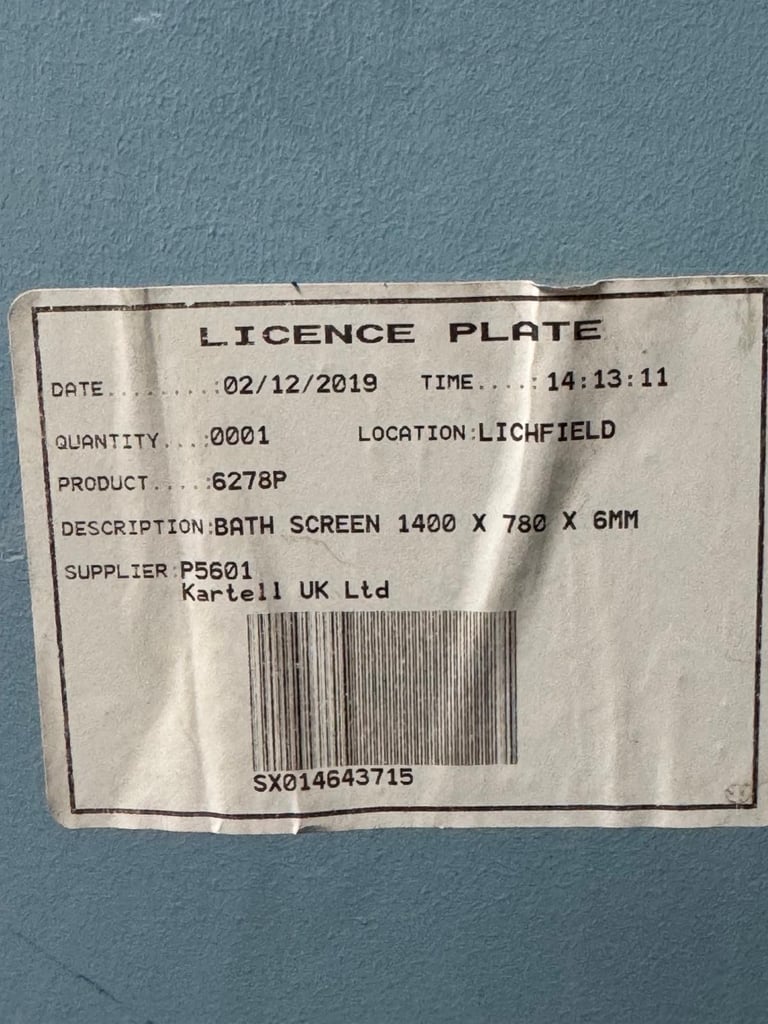 LICENCE PLATE
DATE.........:02/12/2019 TIME....:14:13:11
QUANTITY....:0001 LOCATION:LICHFIELD
PRODUCT.....:6278P
DESCRIPTION:BATH SCREEN 1400 X 780 X 6MM
SUPPLIER:P5601
Kartell UK Ltd
SX014643715